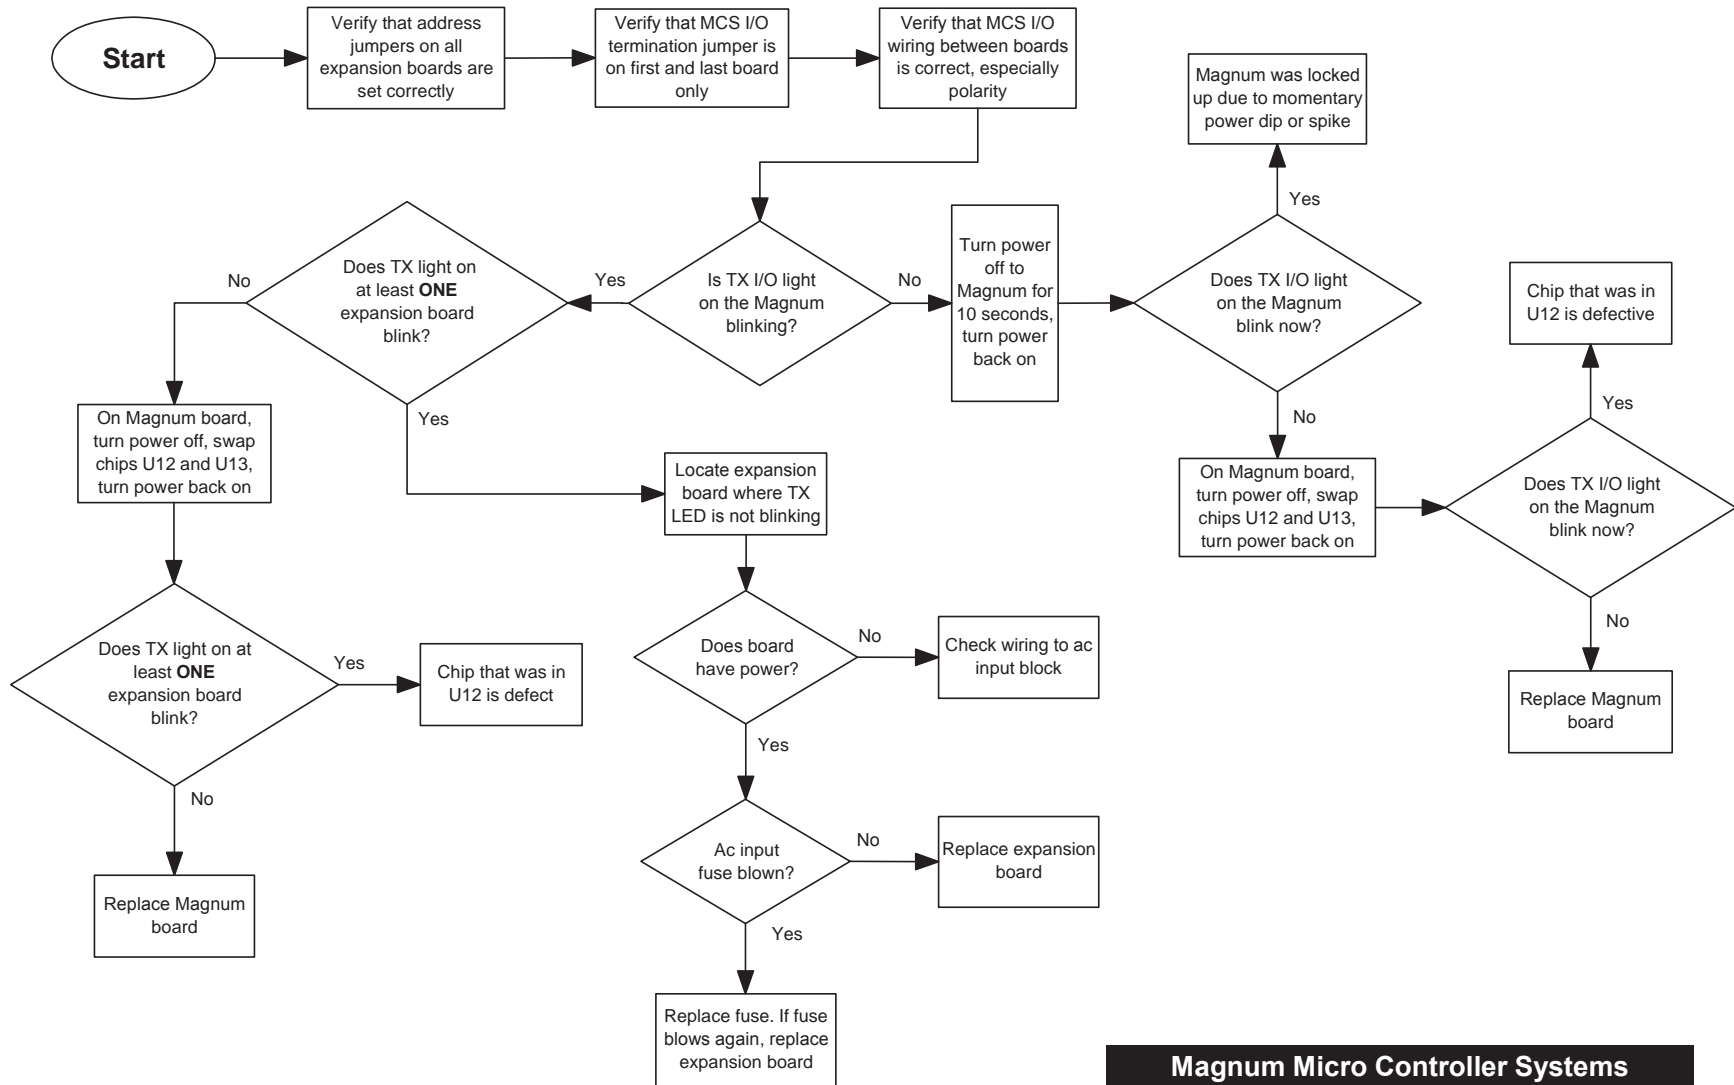 Start
Verify that address
jumpers on all
expansion boards are
set correctly
Verify that MCS I/O
termination jumper is
on first and last board
only
Verify that MCS I/O
wiring between boards
is correct, especially
polarity
Magnum was locked
up due to momentary
power dip or spike
Yes
Does TX light on
at least ONE
expansion board
blink?
No
Yes
Is TX I/O light
on the Magnum
blinking?
Yes
No
Turn power
off to
Magnum for
10 seconds,
turn power
back on
Does TX I/O light
on the Magnum
blink now?
No
Chip that was in
U12 is defective
Yes
On Magnum board,
turn power off, swap
chips U12 and U13,
turn power back on
Locate expansion
board where TX
LED is not blinking
On Magnum board,
turn power off, swap
chips U12 and U13,
turn power back on
Does TX I/O light
on the Magnum
blink now?
No
Replace Magnum
board
Does TX light on at
least ONE
expansion board
blink?
Yes
Chip that was in
U12 is defect
No
Replace Magnum
board
Does board
have power?
No
Check wiring to ac
input block
Yes
Ac input
fuse blown?
No
Replace expansion
board
Yes
Replace fuse. If fuse
blows again, replace
expansion board
Magnum Micro Controller Systems